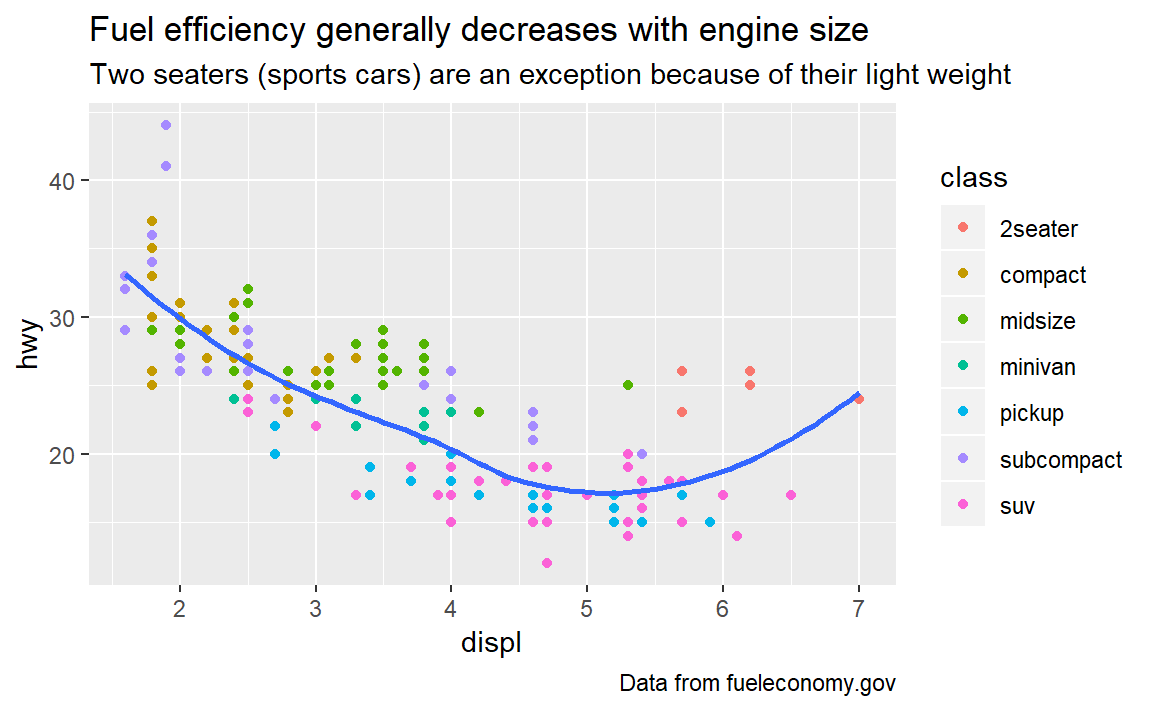 Fuel efficiency generally decreases with engine size
Two seaters (sports cars) are an exception because of their light weight
hwy
40
30
20
2 3 4 5 6 7
displ
class
2seater
compact
midsize
minivan
pickup
subcompact
suv
Data from fueleconomy.gov